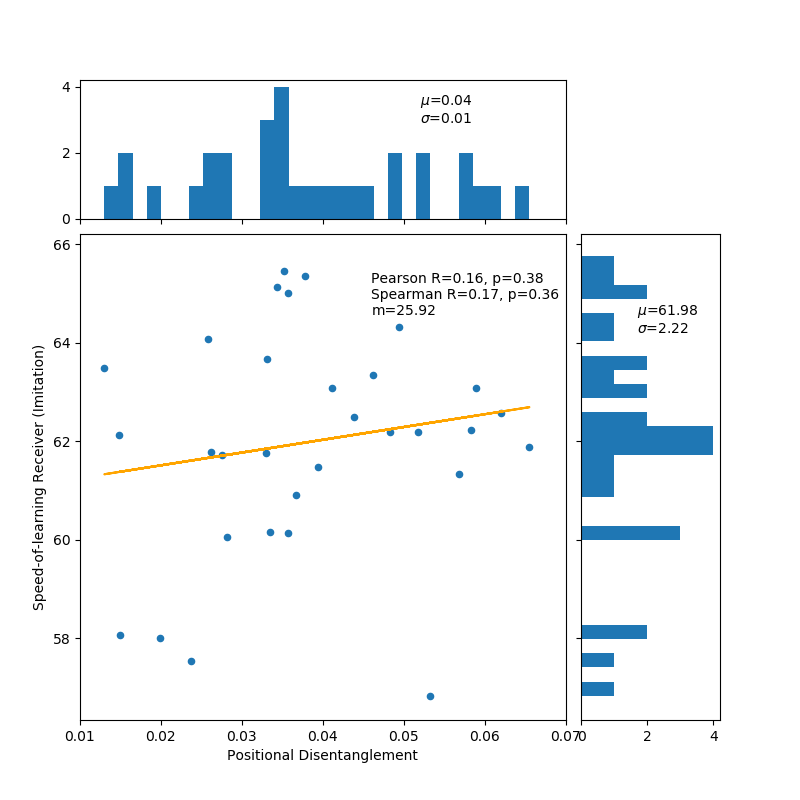 4
2
0
μ=0.04
σ=0.01
66
64
62
60
58
Speed-of-learning Receiver (Imitation)
Pearson R=0.16, p=0.38
Spearman R=0.17, p=0.36
m=25.92
μ=61.98
σ=2.22
0.01 0.02 0.03 0.04 0.05 0.06 0.07
0 2 4
Positional Disentanglement